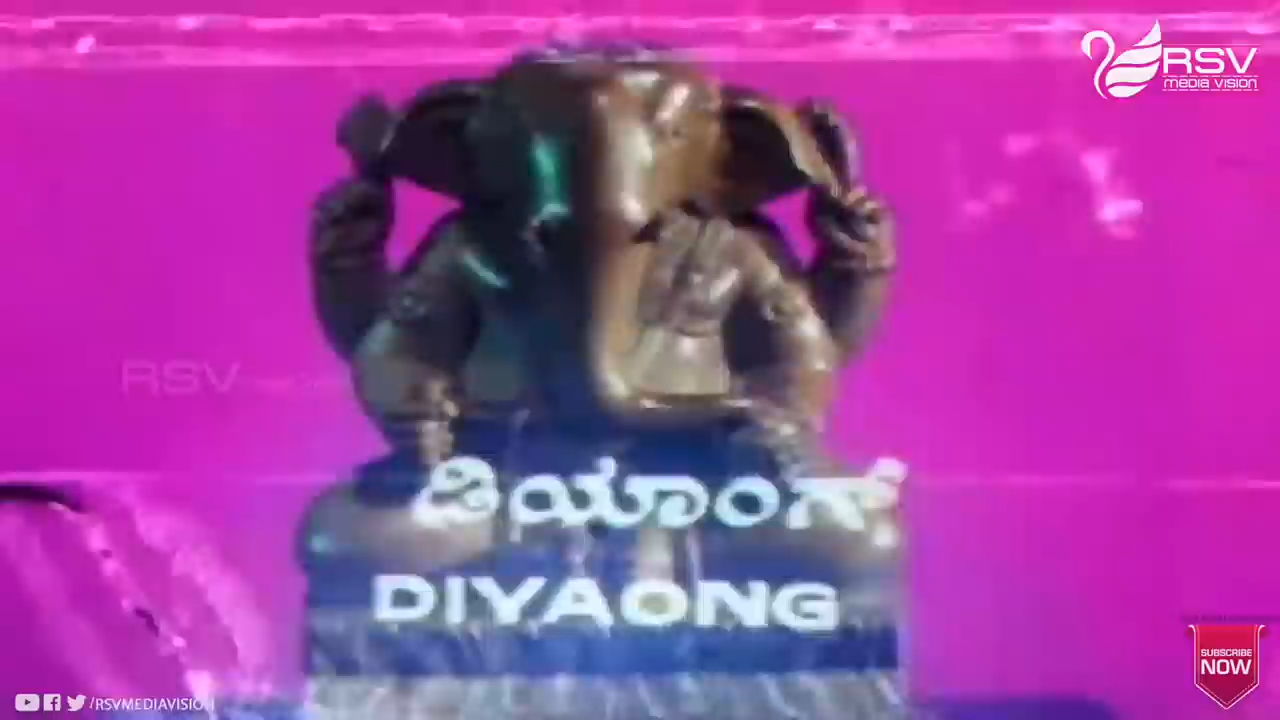 RSV
media vision
RSV
ಡಿಯಾಂಗ್
DIYAONG
SUBSCRIBE
NOW
/RSVMEDIAVISION